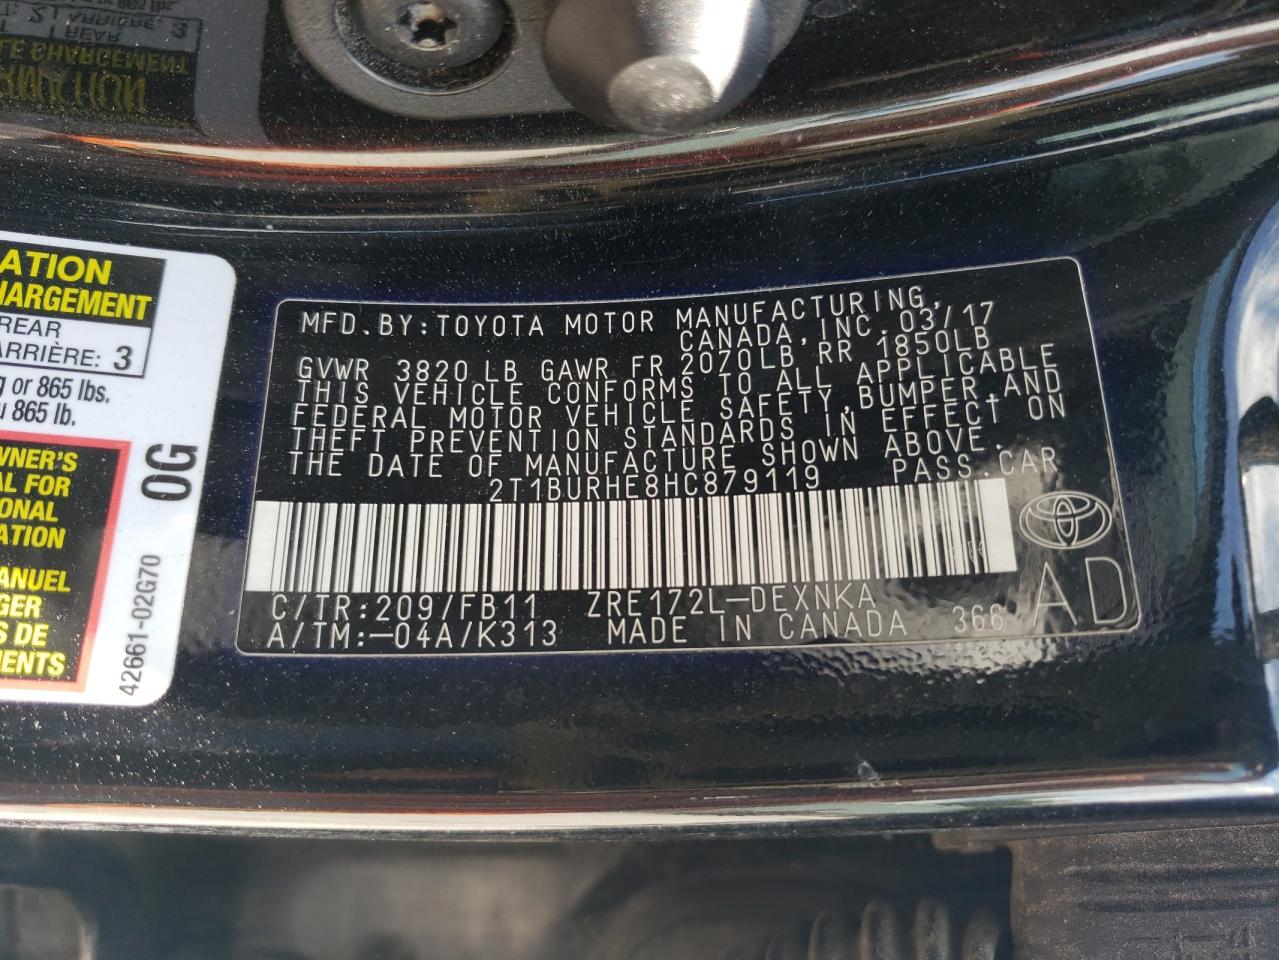 ATION
HARGEMENT
REAR
ARRIÈRE: 3
g or 865 lbs.
u 865 lb.
OWNER'S
AL FOR
ONAL
ATION
ANUEL
GER
S DE
MENTS
0G
42661-02G70
MFD.BY:TOYOTA MOTOR MANUFACTURING,
CANADA,INC.03/17
GVWR 3820 LB GAWR FR 2070LB RR 1850LB
THIS VEHICLE CONFORMS TO ALL APPLICABLE
FEDERAL MOTOR VEHICLE SAFETY,BUMPER,AND
THEFT PREVENTION STANDARDS IN EFFECT ON
THE DATE OF MANUFACTURE SHOWN ABOVE.
2T1BURHE8HC879119 PASS.CAR
C/TR:209/FB11 ZRE172L-DEXNKA
A/TM:-04A/K313 MADE IN CANADA 366
AD